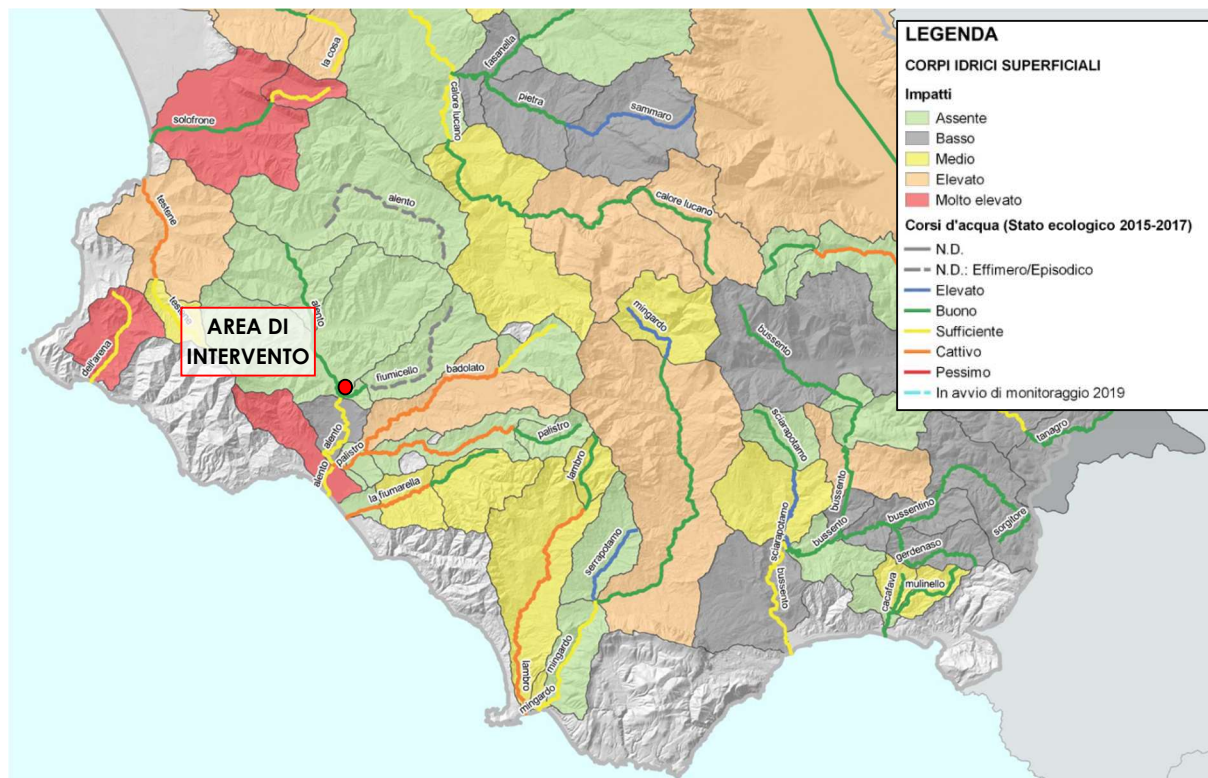 la cosa
fasanella
calore lucano
pietra
sammaro
solofrone
testene
alento
calore lucano
testene
alento
mingardo
bussento
dell'arena
AREA DI
INTERVENTO
fiumicello
badolato
alento
palistro
palistro
alento
lambro
sciarapotamo
bussento
tanagro
la fiumarella
serrapotamo
sciarapotamo
bussento
bussentino
sorgitore
gerdenaso
bussento
cacafava
mulinello
lambro
mingardo
mingardo
LEGENDA
CORPI IDRICI SUPERFICIALI
Impatti
Assente
Basso
Medio
Elevato
Molto elevato
Corsi d'acqua (Stato ecologico 2015-2017)
N.D.
N.D.: Effimero/Episodico
Elevato
Buono
Sufficiente
Cattivo
Pessimo
In avvio di monitoraggio 2019